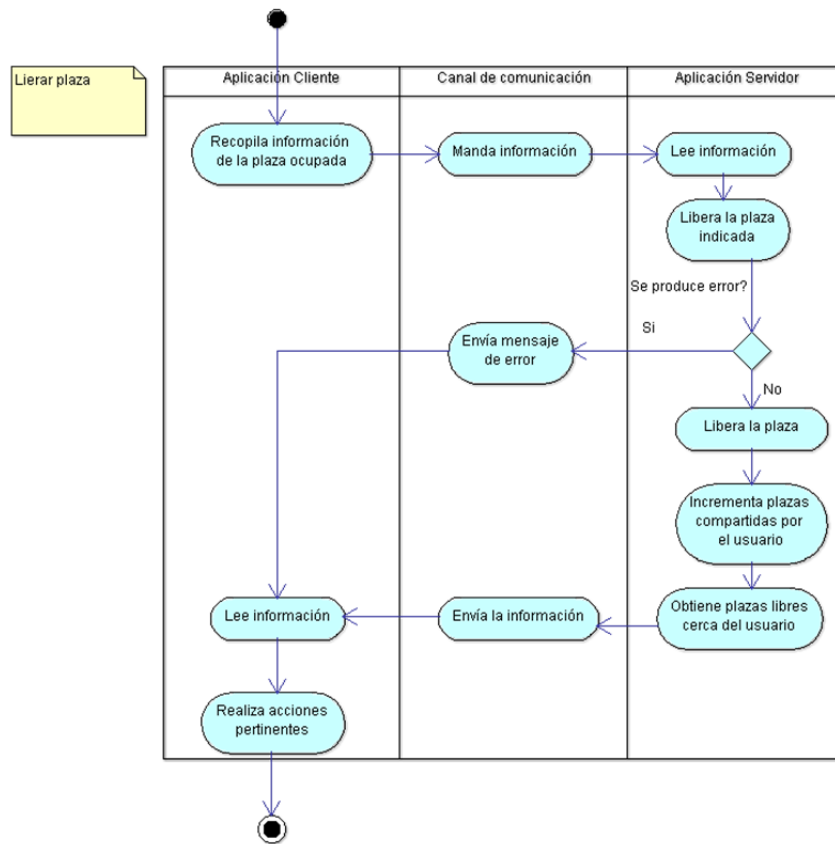 Lierar plaza
Aplicación Cliente
Canal de comunicación
Aplicación Servidor
Recopila información
de la plaza ocupada
Manda información
Lee información
Libera la plaza
indicada
Se produce error?
Si
Envía mensaje
de error
No
Libera la plaza
Incrementa plazas
compartidas por
el usuario
Obtiene plazas libres
cerca del usuario
Envía la información
Lee información
Realiza acciones
pertinentes